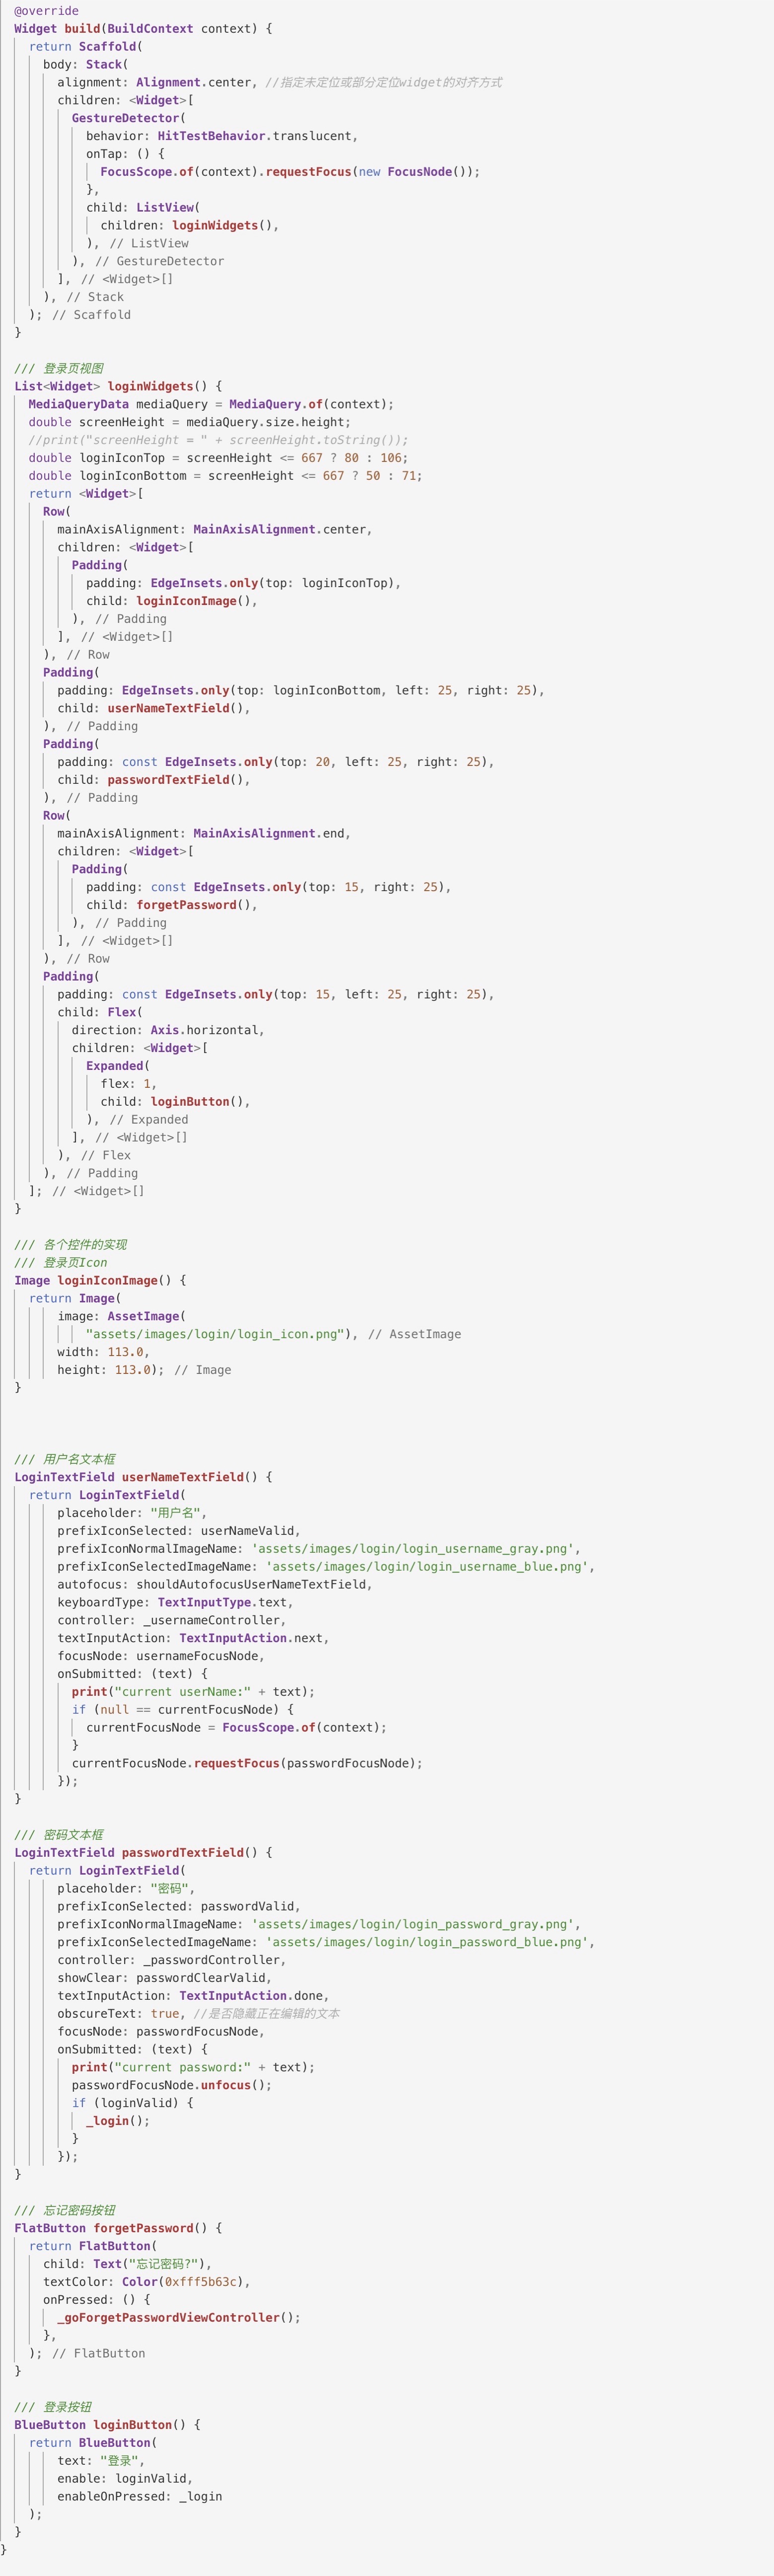 @override
Widget build(BuildContext context) {
return Scaffold(
body: Stack(
alignment: Alignment.center, //指定未定位或部分定位widget的对齐方式
children: <Widget>[
GestureDetector(
behavior: HitTestBehavior.translucent,
onTap: () {
FocusScope.of(context).requestFocus(new FocusNode());
},
child: ListView(
children: loginWidgets(),
), // ListView
), // GestureDetector
], // <Widget>[]
), // Stack
); // Scaffold
}
/// 登录页视图
List<Widget> loginWidgets() {
MediaQueryData mediaQuery = MediaQuery.of(context);
double screenHeight = mediaQuery.size.height;
//print("screenHeight = " + screenHeight.toString());
double loginIconTop = screenHeight <= 667 ? 80 : 106;
double loginIconBottom = screenHeight <= 667 ? 50 : 71;
return <Widget>[
Row(
mainAxisAlignment: MainAxisAlignment.center,
children: <Widget>[
Padding(
padding: EdgeInsets.only(top: loginIconTop),
child: loginIconImage(),
), // Padding
], // <Widget>[]
), // Row
Padding(
padding: EdgeInsets.only(top: loginIconBottom, left: 25, right: 25),
child: userNameTextField(),
), // Padding
Padding(
padding: const EdgeInsets.only(top: 20, left: 25, right: 25),
child: passwordTextField(),
), // Padding
Row(
mainAxisAlignment: MainAxisAlignment.end,
children: <Widget>[
Padding(
padding: const EdgeInsets.only(top: 15, right: 25),
child: forgetPassword(),
), // Padding
], // <Widget>[]
), // Row
Padding(
padding: const EdgeInsets.only(top: 15, left: 25, right: 25),
child: Flex(
direction: Axis.horizontal,
children: <Widget>[
Expanded(
flex: 1,
child: loginButton(),
), // Expanded
], // <Widget>[]
), // Flex
), // Padding
]; // <Widget>[]
}
/// 各个控件的实现
/// 登录页Icon
Image loginIconImage() {
return Image(
image: AssetImage(
"assets/images/login/login_icon.png"), // AssetImage
width: 113.0,
height: 113.0); // Image
}
/// 用户名文本框
LoginTextField userNameTextField() {
return LoginTextField(
placeholder: "用户名",
prefixIconSelected: userNameValid,
prefixIconNormalImageName: 'assets/images/login/login_username_gray.png',
prefixIconSelectedImageName: 'assets/images/login/login_username_blue.png',
autofocus: shouldAutofocusUserNameTextField,
keyboardType: TextInputType.text,
controller: _usernameController,
textInputAction: TextInputAction.next,
focusNode: usernameFocusNode,
onSubmitted: (text) {
print("current userName:" + text);
if (null == currentFocusNode) {
currentFocusNode = FocusScope.of(context);
}
currentFocusNode.requestFocus(passwordFocusNode);
});
}
/// 密码文本框
LoginTextField passwordTextField() {
return LoginTextField(
placeholder: "密码",
prefixIconSelected: passwordValid,
prefixIconNormalImageName: 'assets/images/login/login_password_gray.png',
prefixIconSelectedImageName: 'assets/images/login/login_password_blue.png',
controller: _passwordController,
showClear: passwordClearValid,
textInputAction: TextInputAction.done,
obscureText: true, //是否隐藏正在编辑的文本
focusNode: passwordFocusNode,
onSubmitted: (text) {
print("current password:" + text);
passwordFocusNode.unfocus();
if (loginValid) {
_login();
}
});
}
/// 忘记密码按钮
FlatButton forgetPassword() {
return FlatButton(
child: Text("忘记密码?"),
textColor: Color(0xfff5b63c),
onPressed: () {
_goForgetPasswordViewController();
},
); // FlatButton
}
/// 登录按钮
BlueButton loginButton() {
return BlueButton(
text: "登录",
enable: loginValid,
enableOnPressed: _login
);
}
}